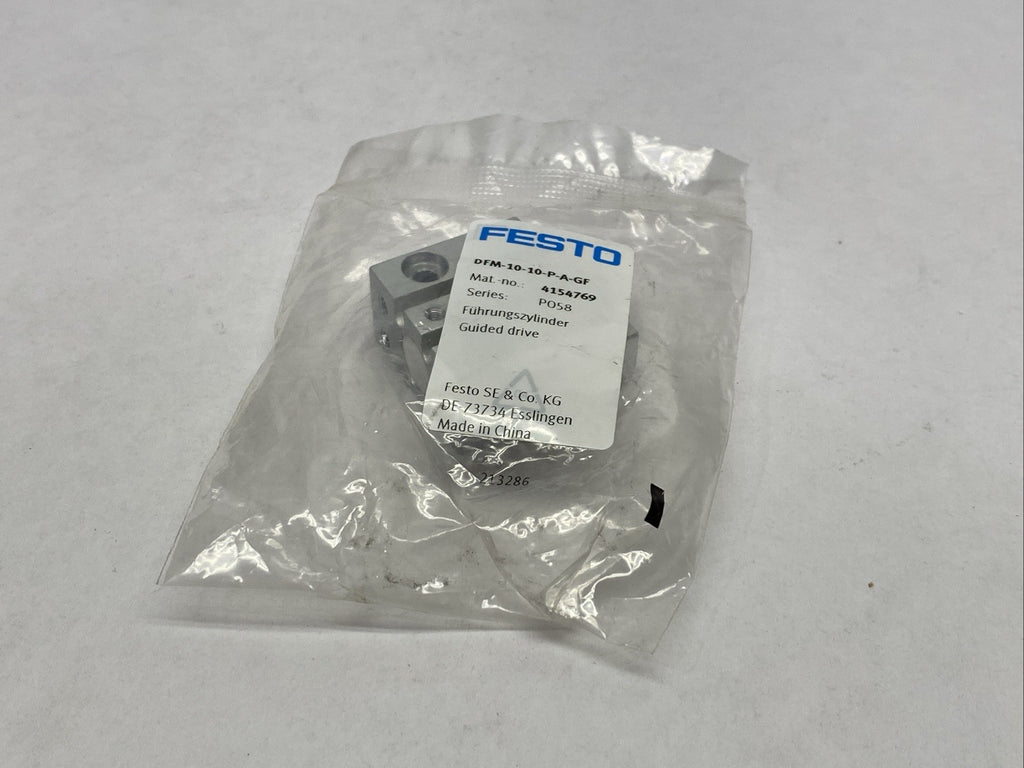 FESTO
DFM-10-10-P-A-GF
Mat.-no.: 4154769
Series: PO58
Führungszylinder
Guided drive
Festo SE & Co. KG
DE-73734 Esslingen
Made in China
213286